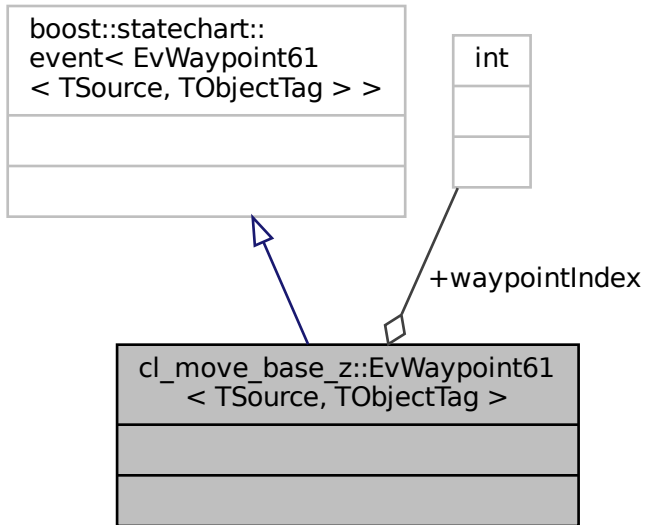 boost::statechart::
event< EvWaypoint61
< TSource, TObjectTag > >
int
+waypointIndex
cl_move_base_z::EvWaypoint61
< TSource, TObjectTag >